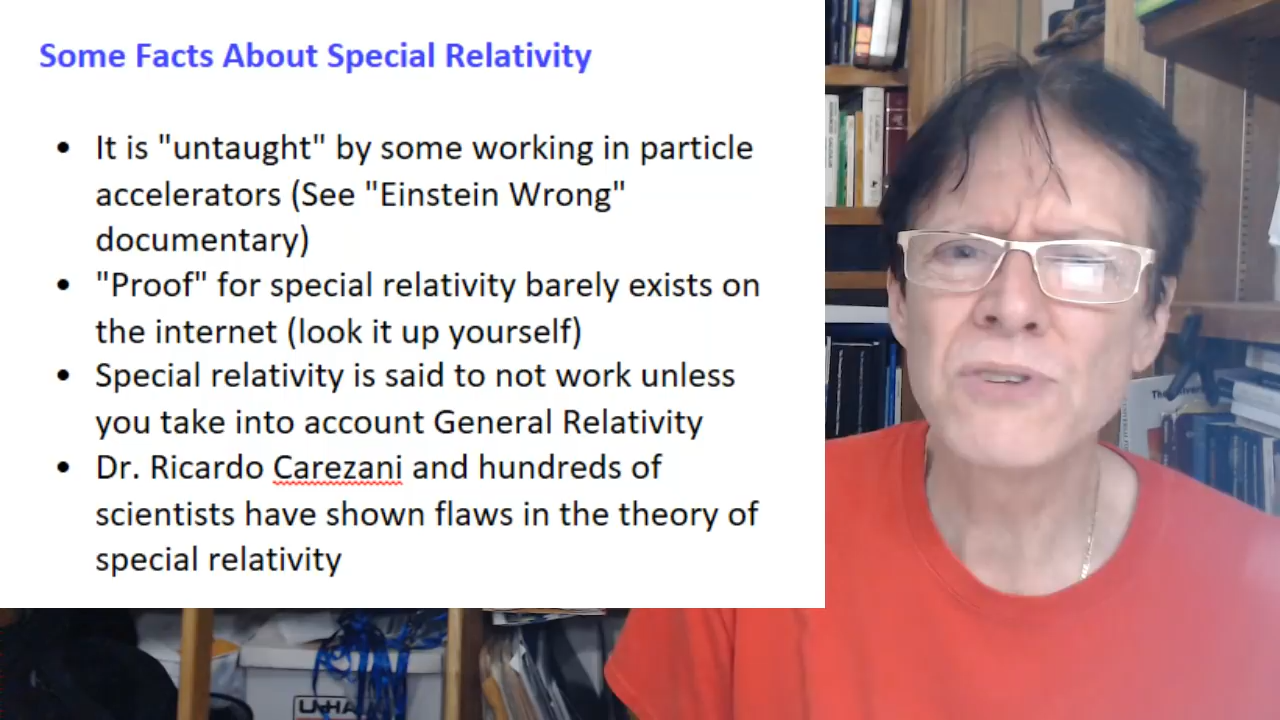 Some Facts About Special Relativity
• It is "untaught" by some working in particle
accelerators (See "Einstein Wrong"
documentary)
• "Proof" for special relativity barely exists on
the internet (look it up yourself)
• Special relativity is said to not work unless
you take into account General Relativity
• Dr. Ricardo Carezani and hundreds of
scientists have shown flaws in the theory of
special relativity
U-HA